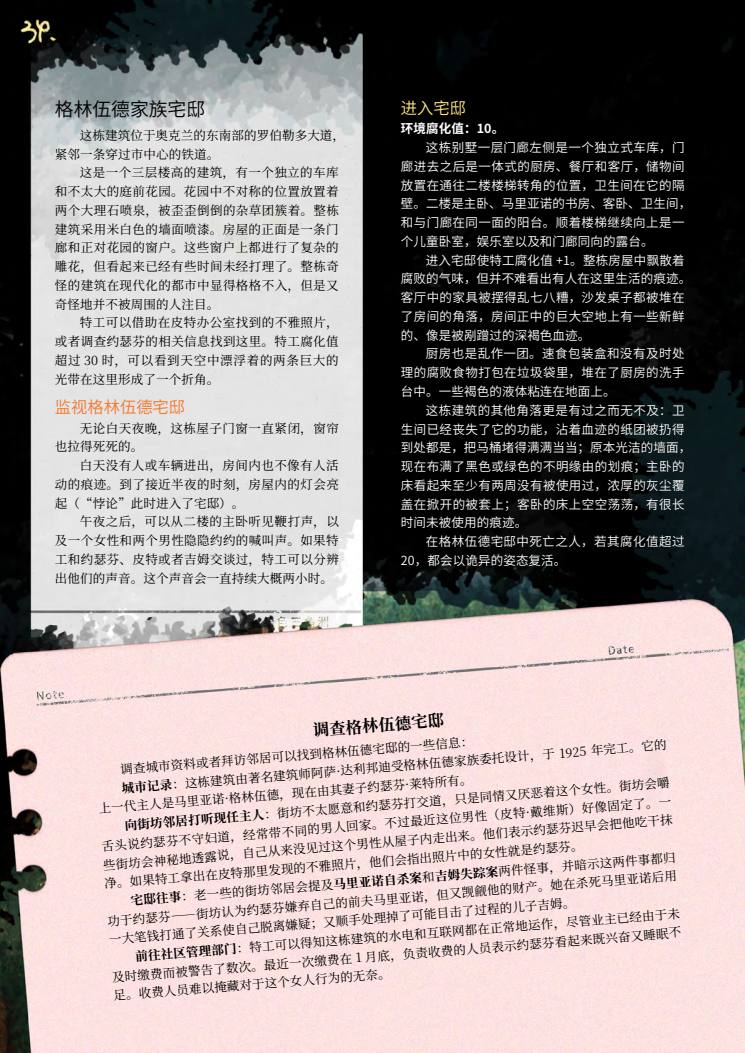 34.
格林伍德家族宅邸
这栋建筑位于奥克兰的东南部的罗伯勒多大道，
紧邻一条穿过市中心的铁道。
这是一个三层楼高的建筑，有一个独立的车库
和不太大的庭前花园。花园中不对称的位置放置着
两个大理石喷泉，被歪歪倒倒的杂草团簇着。整栋
建筑采用米白色的墙面喷漆。房屋的正面是一条门
廊和正对花园的窗户。这些窗户上都进行了复杂的
雕花，但看起来已经有些时间未经打理了。整栋奇
怪的建筑在现代化的都市中显得格格不入，但是又
奇怪地并不被周围的人注目。
特工可以借助在皮特办公室找到的不雅照片，
或者调查约瑟芬的相关信息找到这里。特工腐化值
超过 30 时，可以看到天空中漂浮着的两条巨大的
光带在这里形成了一个折角。
监视格林伍德宅邸
无论白天夜晚，这栋屋子门窗一直紧闭，窗帘
也拉得死死的。
白天没有人或车辆进出，房间内也不像有人活
动的痕迹。到了接近半夜的时刻，房屋内的灯会亮
起（“悖论”此时进入了宅邸）。
午夜之后，可以从二楼的主卧听见鞭打声，以
及一个女性和两个男性隐隐约约的喊叫声。如果特
工和约瑟芬、皮特或者吉姆交谈过，特工可以分辨
出他们的声音。这个声音会一直持续大概两小时。
进入宅邸
环境腐化值：10。
这栋别墅一层门廊左侧是一个独立式车库，门
廊进去之后是一体式的厨房、餐厅和客厅，储物间
放置在通往二楼楼梯转角的位置，卫生间在它的隔
壁。二楼是主卧、马里亚诺的书房、客卧、卫生间，
和与门廊在同一面的阳台。顺着楼梯继续向上是一
个儿童卧室，娱乐室以及和门廊同向的露台。
进入宅邸使特工腐化值 +1。整栋房屋中飘散着
腐败的气味，但并不难看出有人在这里生活的痕迹。
客厅中的家具被摆得乱七八糟，沙发桌子都被堆在
了房间的角落，房间正中的巨大空地上有一些新鲜
的、像是被剐蹭过的深褐色血迹。
厨房也是乱作一团。速食包装盒和没有及时处
理的腐败食物打包在垃圾袋里，堆在了厨房的洗手
台中。一些褐色的液体粘连在地面上。
这栋建筑的其他角落更是有过之而无不及：卫
生间已经丧失了它的功能，沾着血迹的纸团被扔得
到处都是，把马桶堵得满满当当；原本光洁的墙面，
现在布满了黑色或绿色的不明缘由的划痕；主卧的
床看起来至少有两周没有被使用过，浓厚的灰尘覆
盖在掀开的被套上；客卧的床上空空荡荡，有很长
时间未被使用的痕迹。
在格林伍德宅邸中死亡之人，若其腐化值超过
20，都会以诡异的姿态复活。
Note
Date
调查格林伍德宅邸
调查城市资料或者拜访邻居可以找到格林伍德宅邸的一些信息：
城市记录：这栋建筑由著名建筑师阿萨·达利邦迪受格林伍德家族委托设计，于 1925 年完工。它的
上一代主人是马里亚诺·格林伍德，现在由其妻子约瑟芬·莱特所有。
向街坊邻居打听现任主人：街坊不太愿意和约瑟芬打交道，只是同情又厌恶着这个女性。街坊会嚼
舌头说约瑟芬不守妇道，经常带不同的男人回家。不过最近这位男性（皮特·戴维斯）好像固定了。一
些街坊会神秘地透露说，自己从来没见过这个男性从屋子内走出来。他们表示约瑟芬迟早会把他吃干抹
净。如果特工拿出在皮特那里发现的不雅照片，他们会指出照片中的女性就是约瑟芬。
宅邸往事：老一些的街坊邻居会提及马里亚诺自杀案和吉姆失踪案两件怪事，并暗示这两件事都归
功于约瑟芬——街坊认为约瑟芬嫌弃自己的前夫马里亚诺，但又觊觎他的财产。她在杀死马里亚诺后用
一大笔钱打通了关系使自己脱离嫌疑；又顺手处理掉了可能目击了过程的儿子吉姆。
前往社区管理部门：特工可以得知这栋建筑的水电和互联网都在正常地运作，尽管业主已经由于未
及时缴费而被警告了数次。最近一次缴费在 1 月底，负责收费的人员表示约瑟芬看起来既兴奋又睡眠不
足。收费人员难以掩藏对于这个女人行为的无奈。